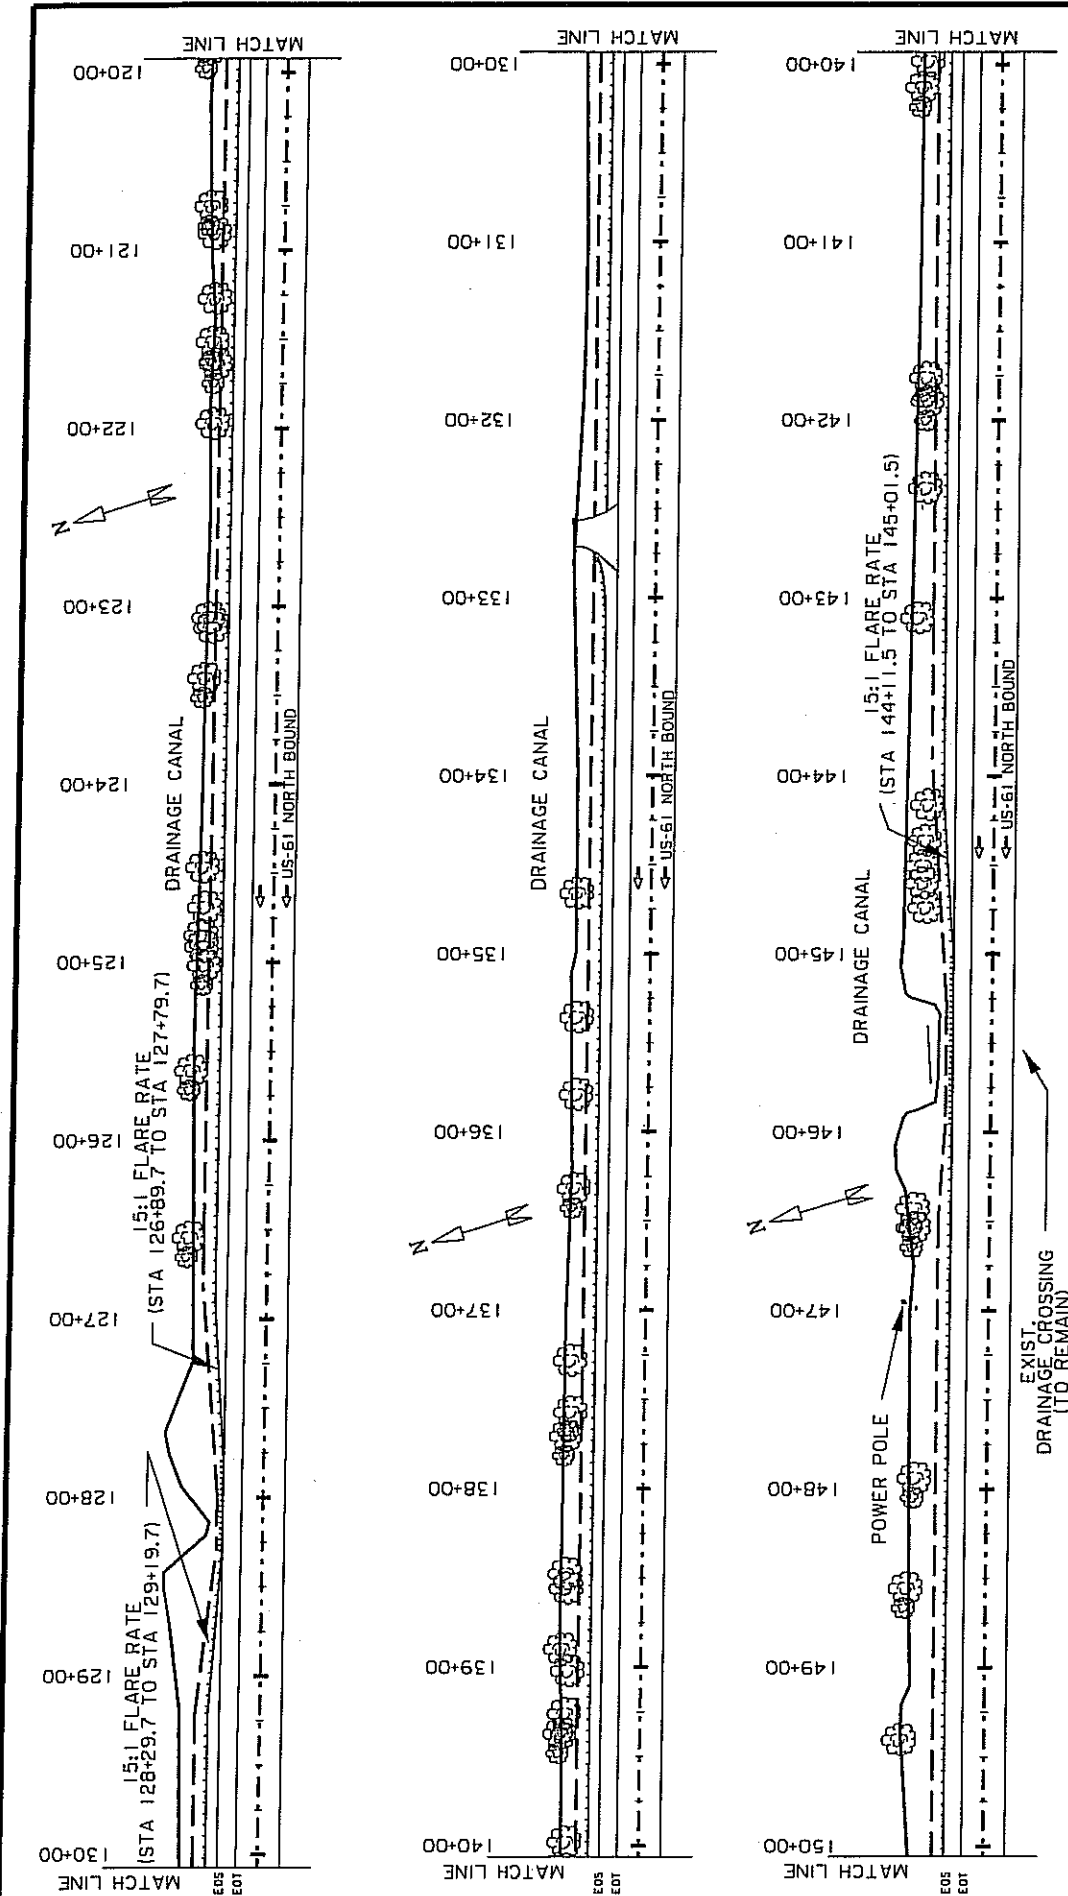 MATCH LINE
120+00
121+00
122+00
N
123+00
DRAINAGE CANAL
124+00
US-61 NORTH BOUND
125+00
15:1 FLARE RATE
(STA 126+89.7 TO STA 127+79.7)
126+00
127+00
128+00
15:1 FLARE RATE
(STA 128+29.7 TO STA 129+19.7)
129+00
130+00
MATCH LINE
EOS
EOT
MATCH LINE
130+00
131+00
132+00
133+00
DRAINAGE CANAL
134+00
US-61 NORTH BOUND
135+00
136+00
N
137+00
138+00
139+00
140+00
MATCH LINE
EOS
EOT
MATCH LINE
140+00
141+00
142+00
15:1 FLARE RATE
(STA 144+11.5 TO STA 145+01.5)
143+00
144+00
US-61 NORTH BOUND
DRAINAGE CANAL
145+00
146+00
N
147+00
EXIST.
DRAINAGE CROSSING
(TO REMAIN)
POWER POLE
148+00
149+00
150+00
MATCH LINE
EOS
EOT